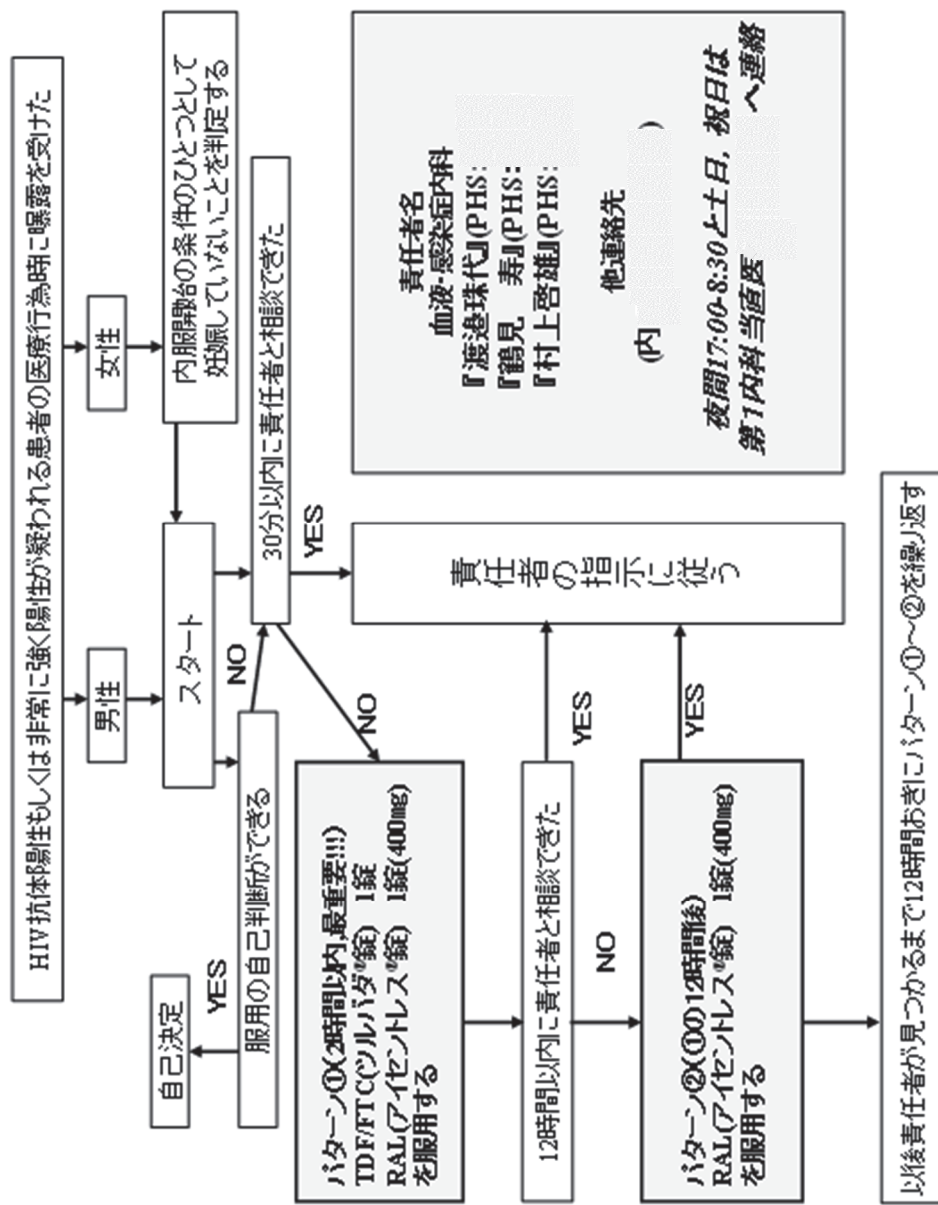 HIV抗体陽性もしくは非常に強く陽性が疑われる患者の医療行為時に曝露を受けた
男性
女性
内服開始の条件のひとつとして
妊娠していないことを判定する
スタート
自己決定
YES
服用の自己判断ができる
NO
30分以内に責任者と相談できた
YES
NO
パターン①(2時間以内,最重要!!!)
TDF/FTC(ツルバダ®錠) 1錠
RAL(アイセントレス®錠) 1錠(400mg)
を服用する
責任者の指示に従う
12時間以内に責任者と相談できた
YES
NO
パターン②(①の12時間後)
RAL(アイセントレス®錠) 1錠(400mg)
を服用する
YES
以後責任者が見つかるまで12時間おきにパターン①~②を繰り返す
責任者名
血液・感染症内科
『渡邉珠代』(PHS:
『鶴見 寿』(PHS:
『村上啓雄』(PHS:
他連絡先
(内 )
夜間17:00-8:30と土日,祝日は
第1内科当直医 へ連絡